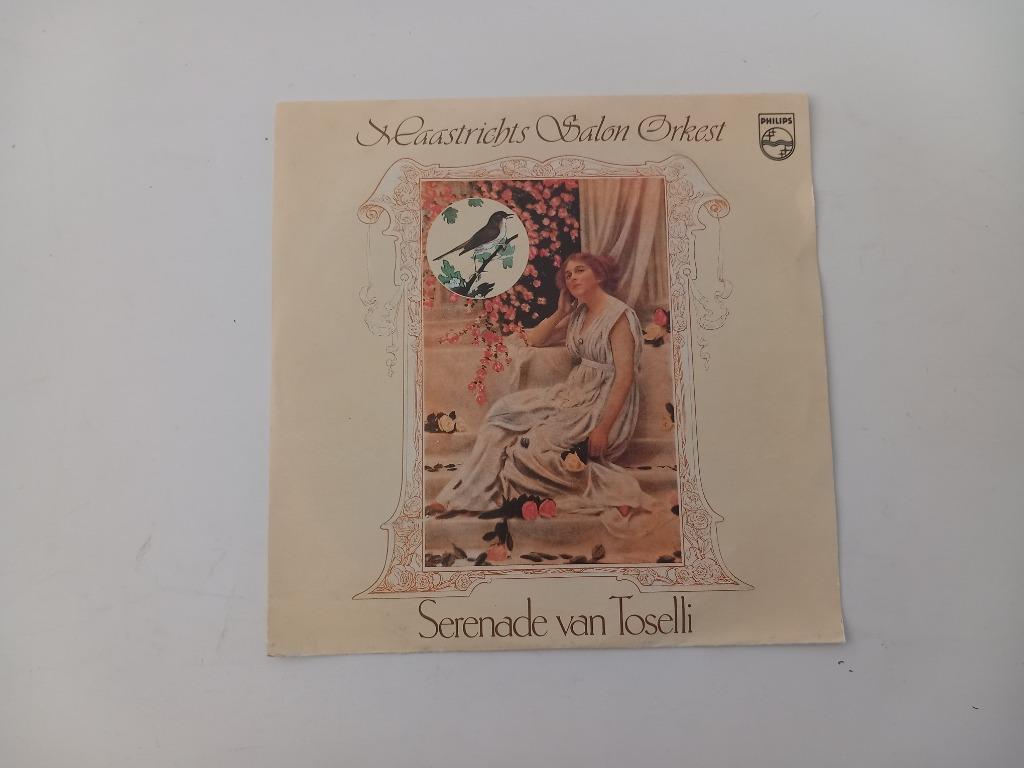 Maastrichts Salon Orkest
PHILIPS
Serenade van Toselli